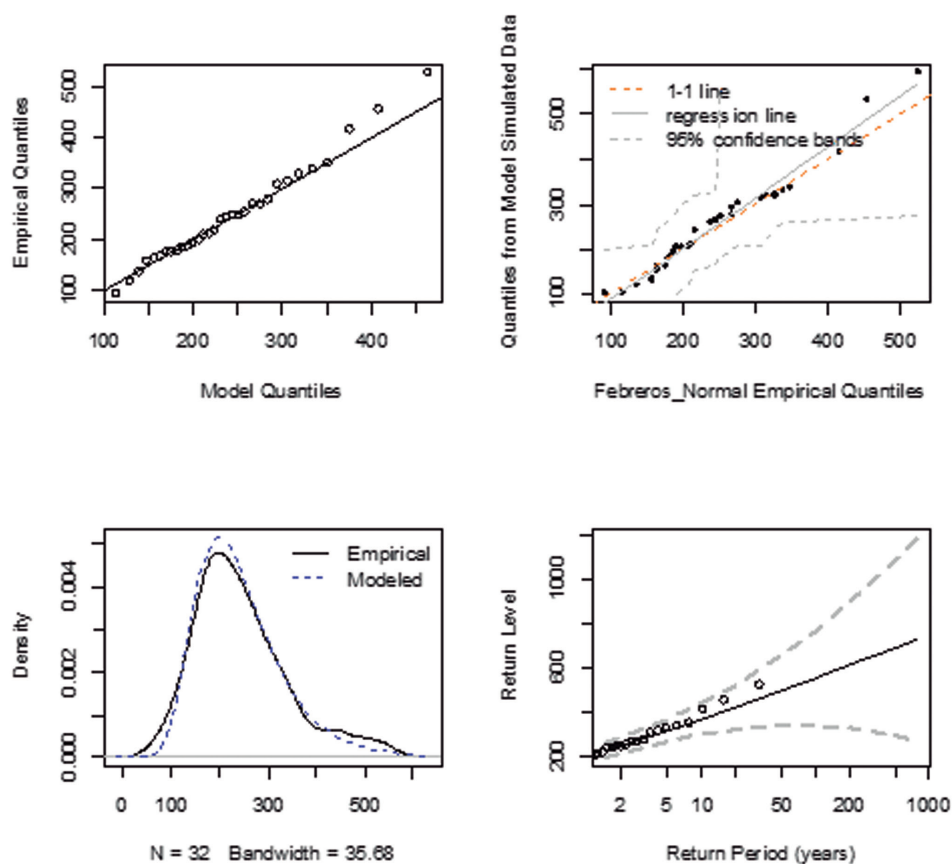 Empirical Quantiles
100 200 300 400 500
100 200 300 400
Model Quantiles
Quantiles from Model Simulated Data
100 300 500
1-1 line
regression line
95% confidence bands
100 200 300 400 500
Febreros_Normal Empirical Quantiles
Density
0.000 0.002 0.004
Empirical
Modeled
0 100 300 500
N = 32 Bandwidth = 35.68
Return Level
200 600 1000
2 5 10 50 200 1000
Return Period (years)